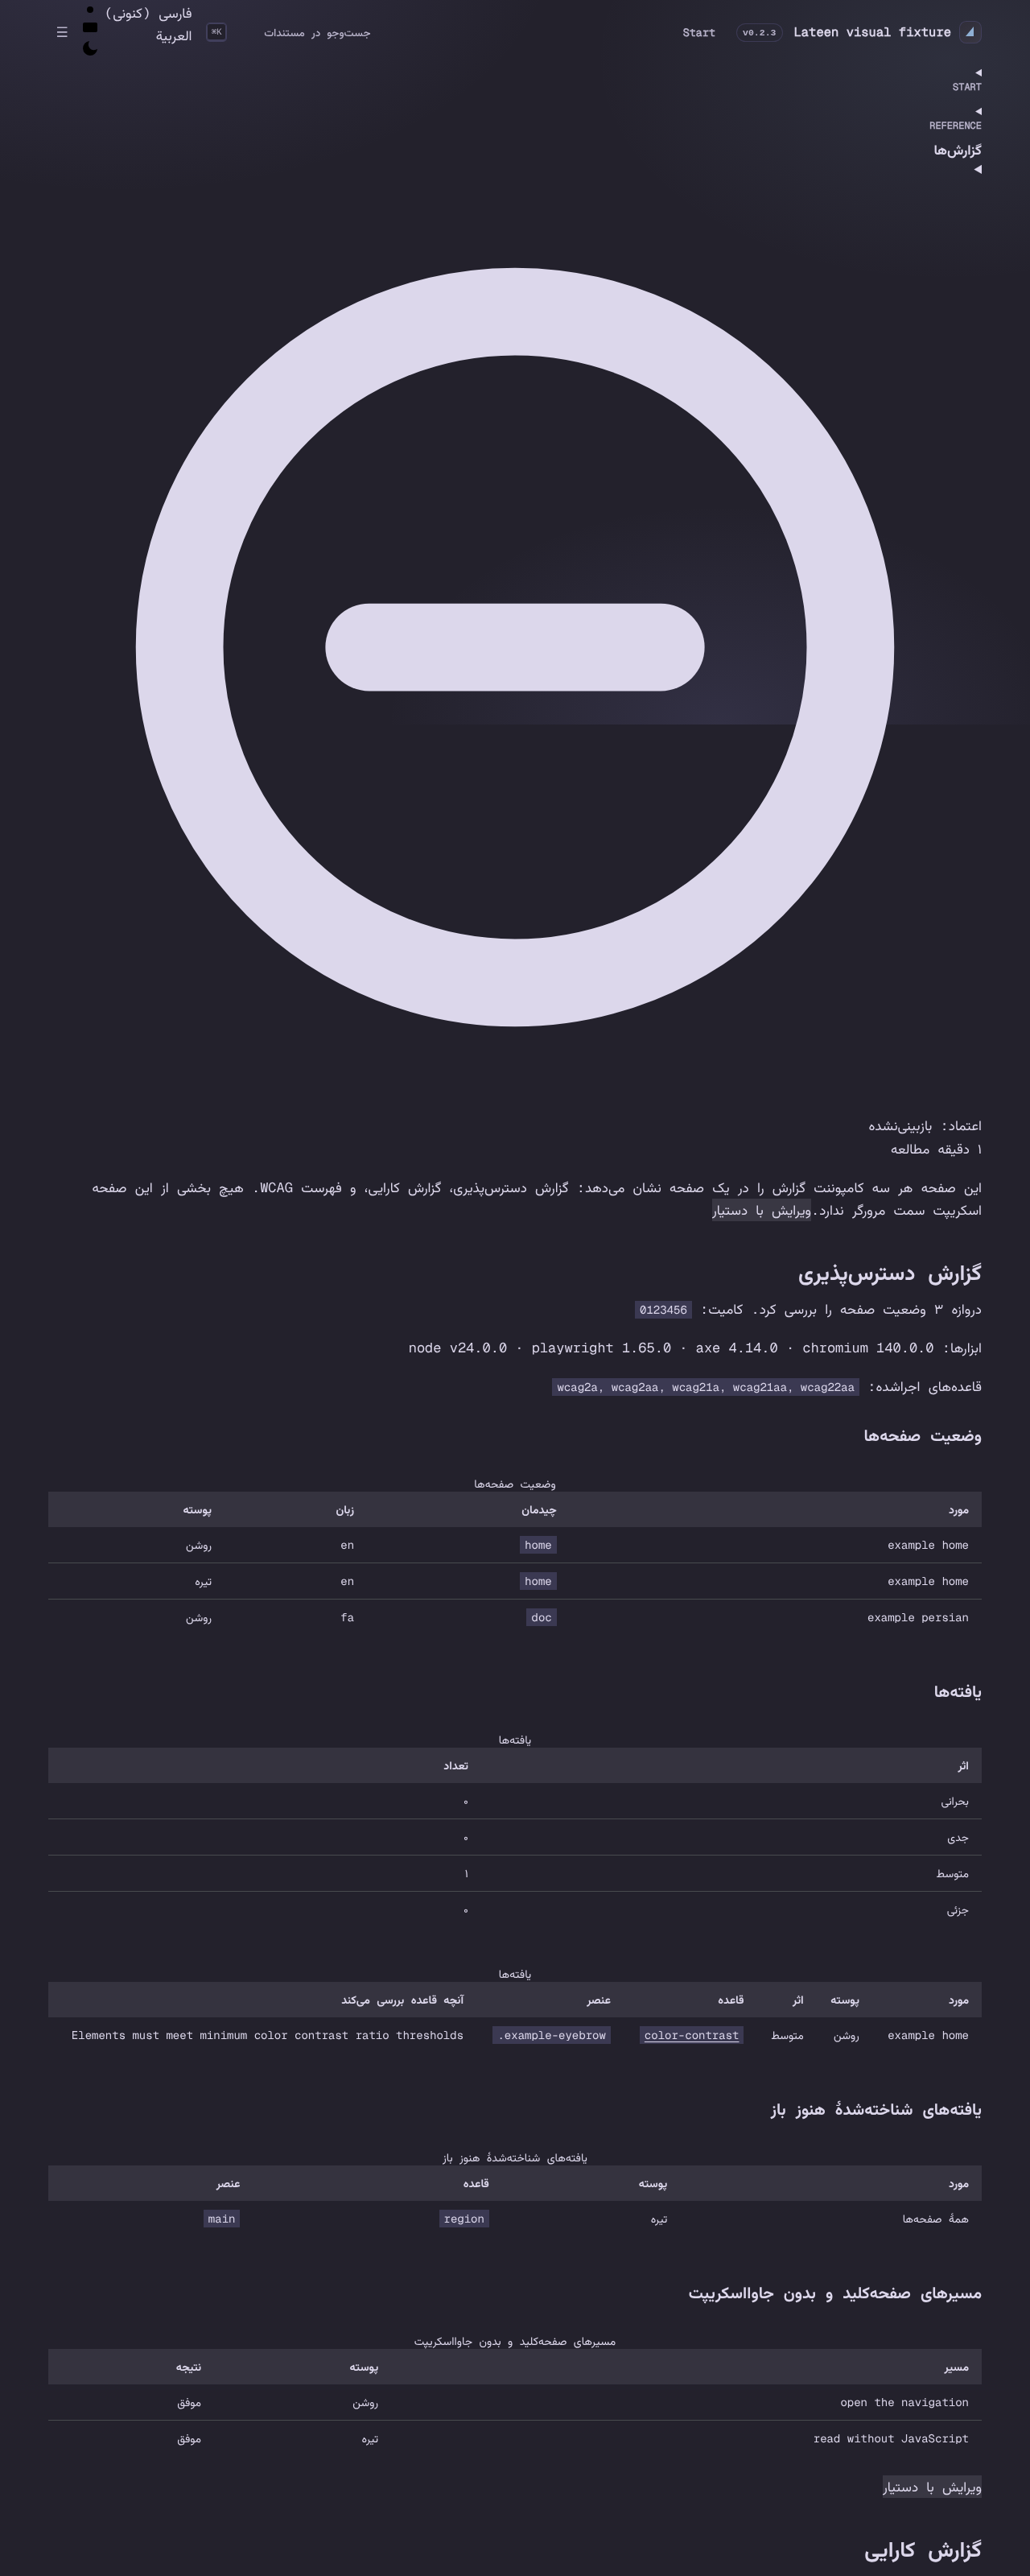 Lateen visual fixture v0.2.3 Start جست‌وجو در مستندات ⌘K فارسی (کنونی)
العربية
START
REFERENCE
گزارش‌ها
اعتماد: بازبینی‌نشده
۱ دقیقه مطالعه
این صفحه هر سه کامپوننت گزارش را در یک صفحه نشان می‌دهد: گزارش دسترس‌پذیری، گزارش کارایی، و فهرست WCAG. هیچ بخشی از این صفحه
اسکریپت سمت مرورگر ندارد. ویرایش با دستیار
گزارش دسترس‌پذیری
دروازه ۳ وضعیت صفحه را بررسی کرد. کامیت: 0123456
ابزارها: node v24.0.0 · playwright 1.65.0 · axe 4.14.0 · chromium 140.0.0
قاعده‌های اجراشده: wcag2a, wcag2aa, wcag21a, wcag21aa, wcag22aa
وضعیت صفحه‌ها
وضعیت صفحه‌ها
مورد چیدمان زبان پوسته
example home home en روشن
example home home en تیره
example persian doc fa روشن
یافته‌ها
یافته‌ها
اثر تعداد
بحرانی ۰
جدی ۰
متوسط ۱
جزئی ۰
یافته‌ها
مورد پوسته اثر قاعده عنصر آنچه قاعده بررسی می‌کند
example home روشن متوسط color-contrast .example-eyebrow Elements must meet minimum color contrast ratio thresholds
یافته‌های شناخته‌شدهٔ هنوز باز
یافته‌های شناخته‌شدهٔ هنوز باز
مورد پوسته قاعده عنصر
همهٔ صفحه‌ها تیره region main
مسیرهای صفحه‌کلید و بدون جاوااسکریپت
مسیرهای صفحه‌کلید و بدون جاوااسکریپت
مسیر پوسته نتیجه
open the navigation روشن موفق
read without JavaScript تیره موفق
ویرایش با دستیار
گزارش کارایی